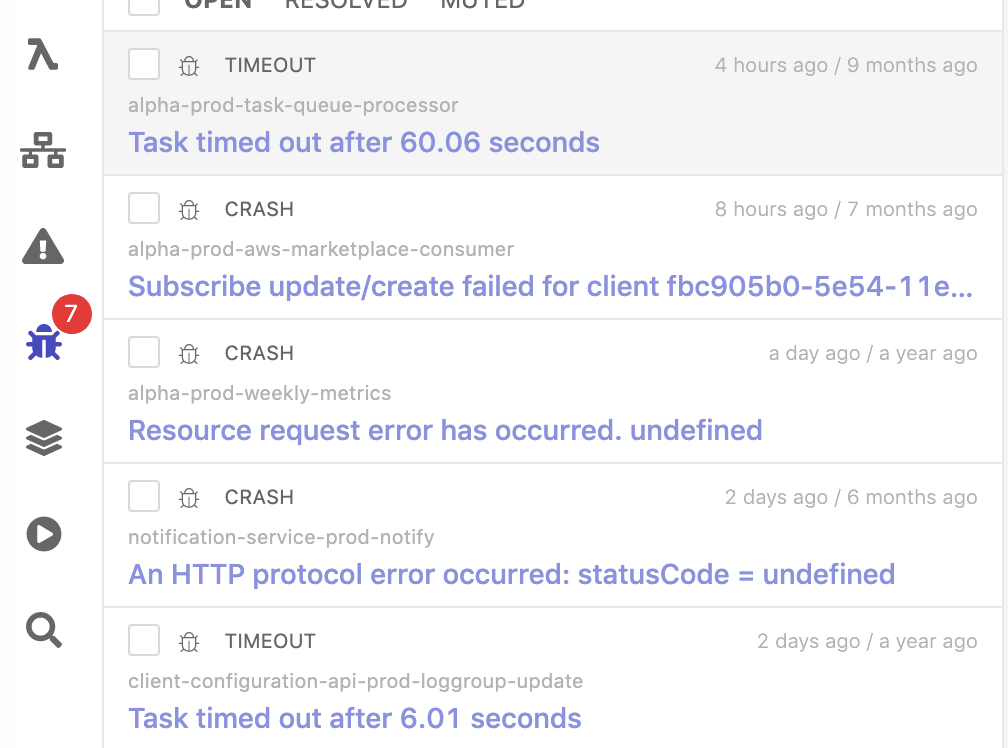 OPEN RESOLVED MUTED
TIMEOUT 4 hours ago / 9 months ago
alpha-prod-task-queue-processor
Task timed out after 60.06 seconds
CRASH 8 hours ago / 7 months ago
alpha-prod-aws-marketplace-consumer
Subscribe update/create failed for client fbc905b0-5e54-11e...
7
CRASH a day ago / a year ago
alpha-prod-weekly-metrics
Resource request error has occurred. undefined
CRASH 2 days ago / 6 months ago
notification-service-prod-notify
An HTTP protocol error occurred: statusCode = undefined
TIMEOUT 2 days ago / a year ago
client-configuration-api-prod-loggroup-update
Task timed out after 6.01 seconds